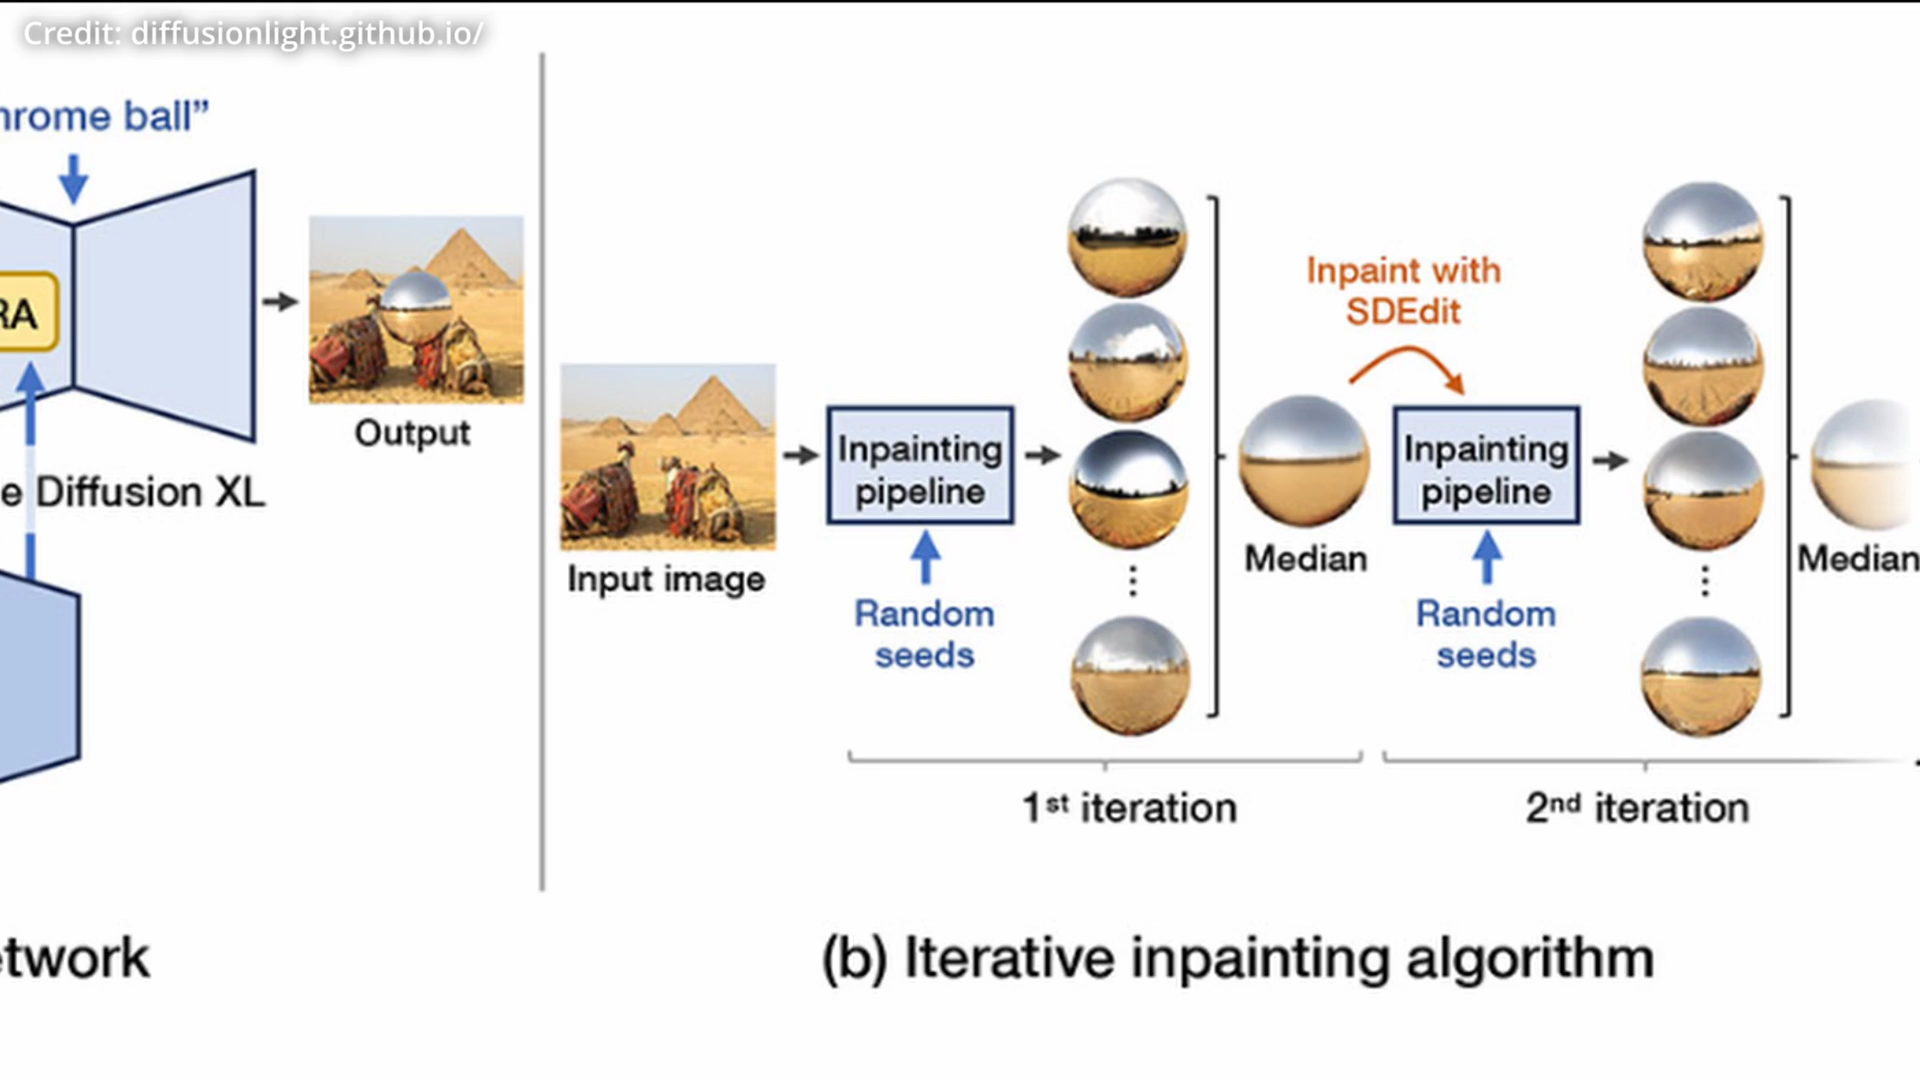 Credit: diffusionlight.github.io/
hrome ball”
RA
Output
e Diffusion XL
etwork
Input image
Inpainting
pipeline
Random
seeds
Median
1st iteration
Inpaint with
SDEdit
Inpainting
pipeline
Random
seeds
Median
2nd iteration
(b) Iterative inpainting algorithm